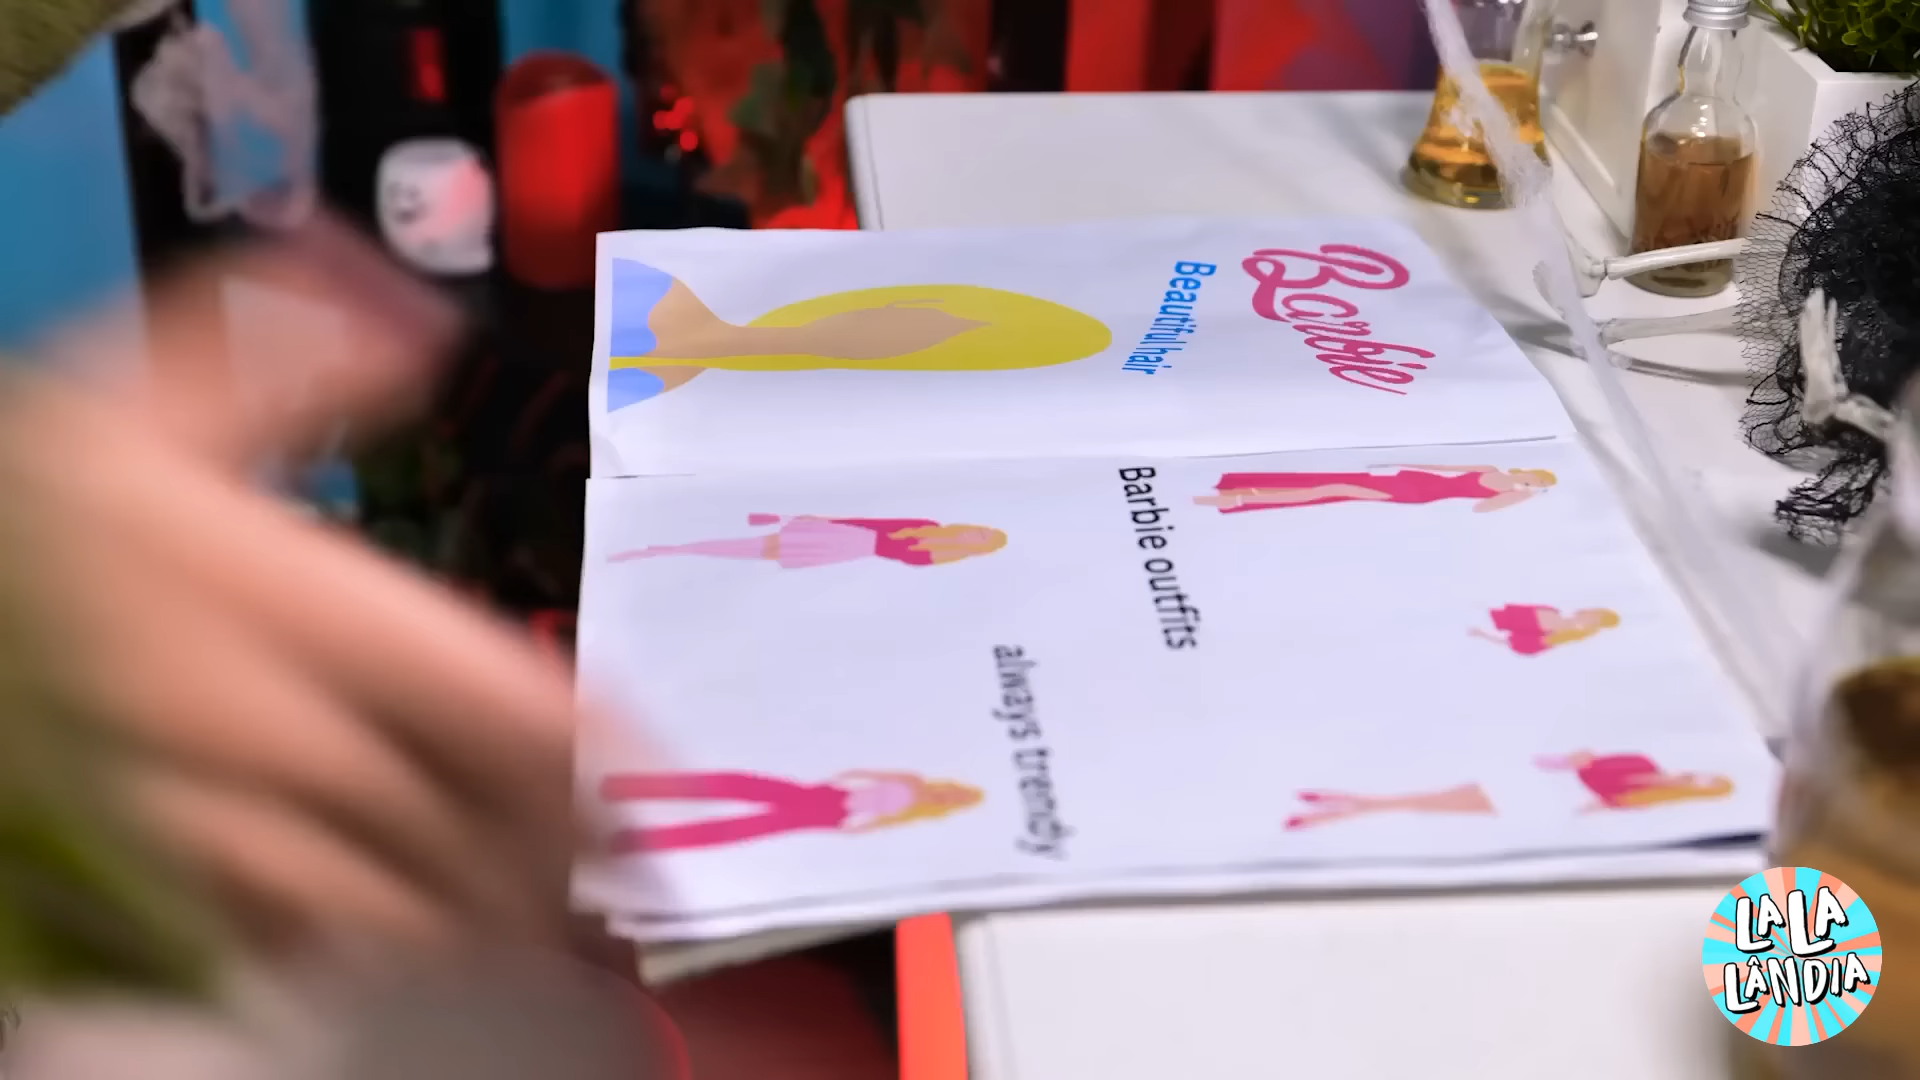 Barbie
Beautiful hair
Barbie outfits
always trendy
LA LA
LÂNDIA